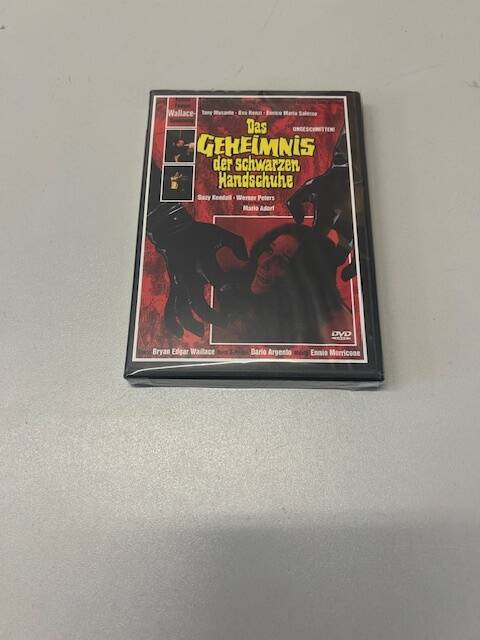 Wallace-
Tony Musante · Eva Renzi · Enrico Maria Salerno
Das
GEHEIMNIS
der schwarzen
Handschuhe
UNGESCHNITTEN!
Suzy Kendall · Werner Peters
Mario Adorf
DVD
Bryan Edgar Wallace
Dario Argento
Ennio Morricone